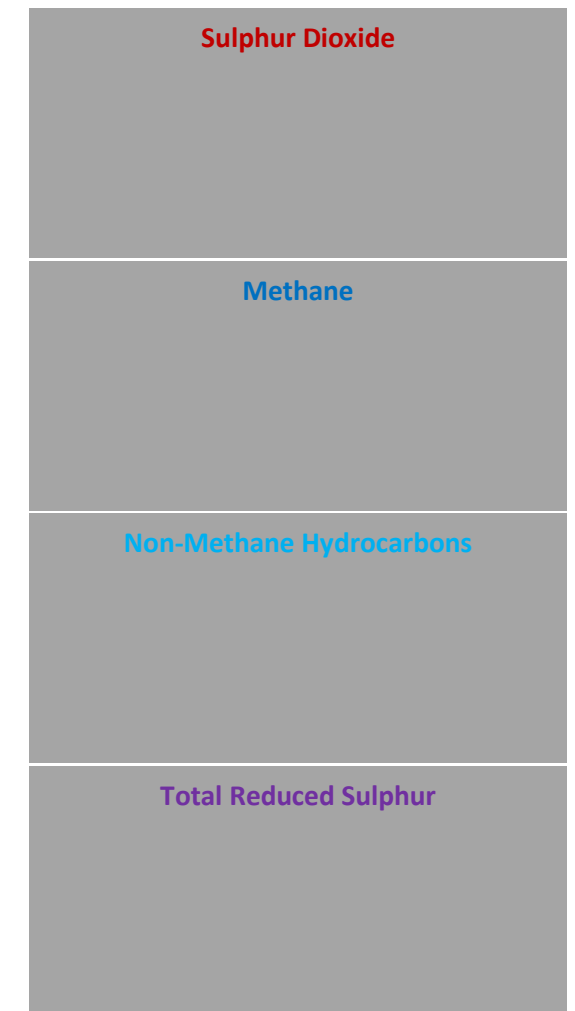 Sulphur Dioxide
Methane
Non-Methane Hydrocarbons
Total Reduced Sulphur